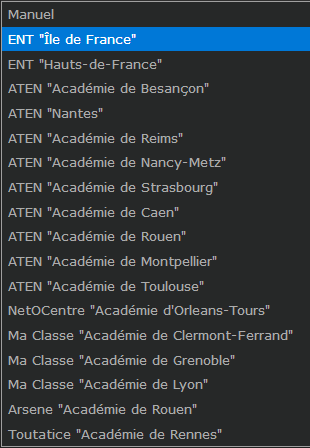 Manuel
ENT "Île de France"
ENT "Hauts-de-France"
ATEN "Académie de Besançon"
ATEN "Nantes"
ATEN "Académie de Reims"
ATEN "Académie de Nancy-Metz"
ATEN "Académie de Strasbourg"
ATEN "Académie de Caen"
ATEN "Académie de Rouen"
ATEN "Académie de Montpellier"
ATEN "Académie de Toulouse"
NetOCentre "Académie d'Orleans-Tours"
Ma Classe "Académie de Clermont-Ferrand"
Ma Classe "Académie de Grenoble"
Ma Classe "Académie de Lyon"
Arsene "Académie de Rouen"
Toutatice "Académie de Rennes"